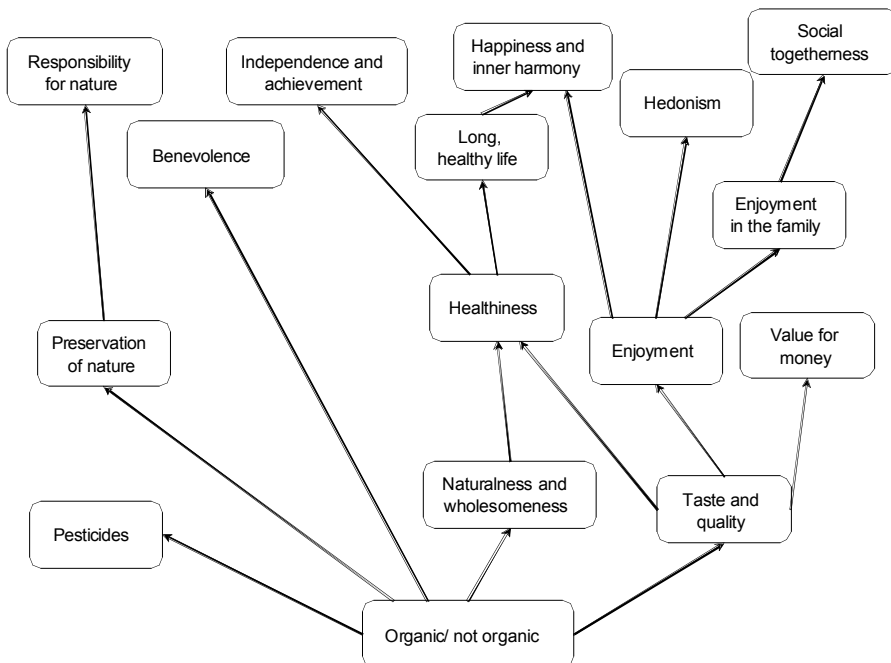 Social
togetherness
Happiness and
inner harmony
Responsibility
for nature
Independence and
achievement
Hedonism
Long,
healthy life
Benevolence
Enjoyment
in the family
Healthiness
Value for
money
Preservation
of nature
Enjoyment
Naturalness and
wholesomeness
Taste and
quality
Pesticides
Organic/ not organic